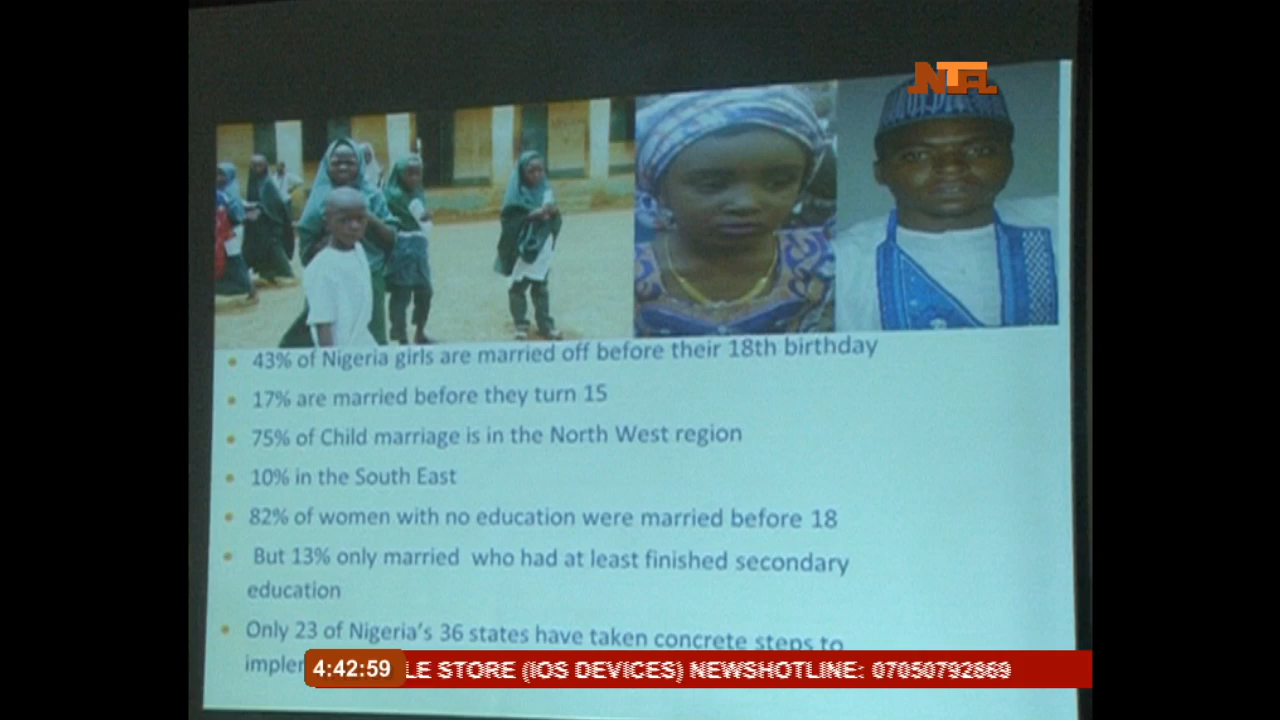 NTA
43% of Nigeria girls are married off before their 18th birthday
17% are married before they turn 15
75% of Child marriage is in the North West region
10% in the South East
82% of women with no education were married before 18
But 13% only married who had at least finished secondary
education
Only 23 of Nigeria's 36 states have taken concrete steps to
4:42:59 LE STORE (IOS DEVICES) NEWSHOTLINE: 07050792869